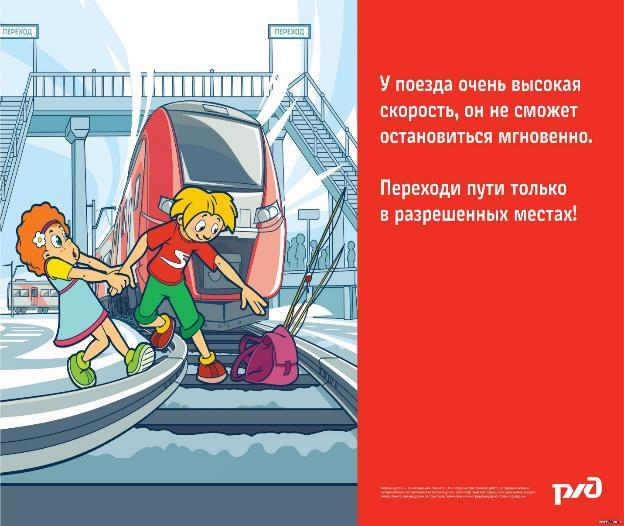 ПЕРЕХОД
ПЕРЕХОД
У поезда очень высокая
скорость, он не сможет
остановиться мгновенно.
Переходи пути только
в разрешенных местах!
ржд